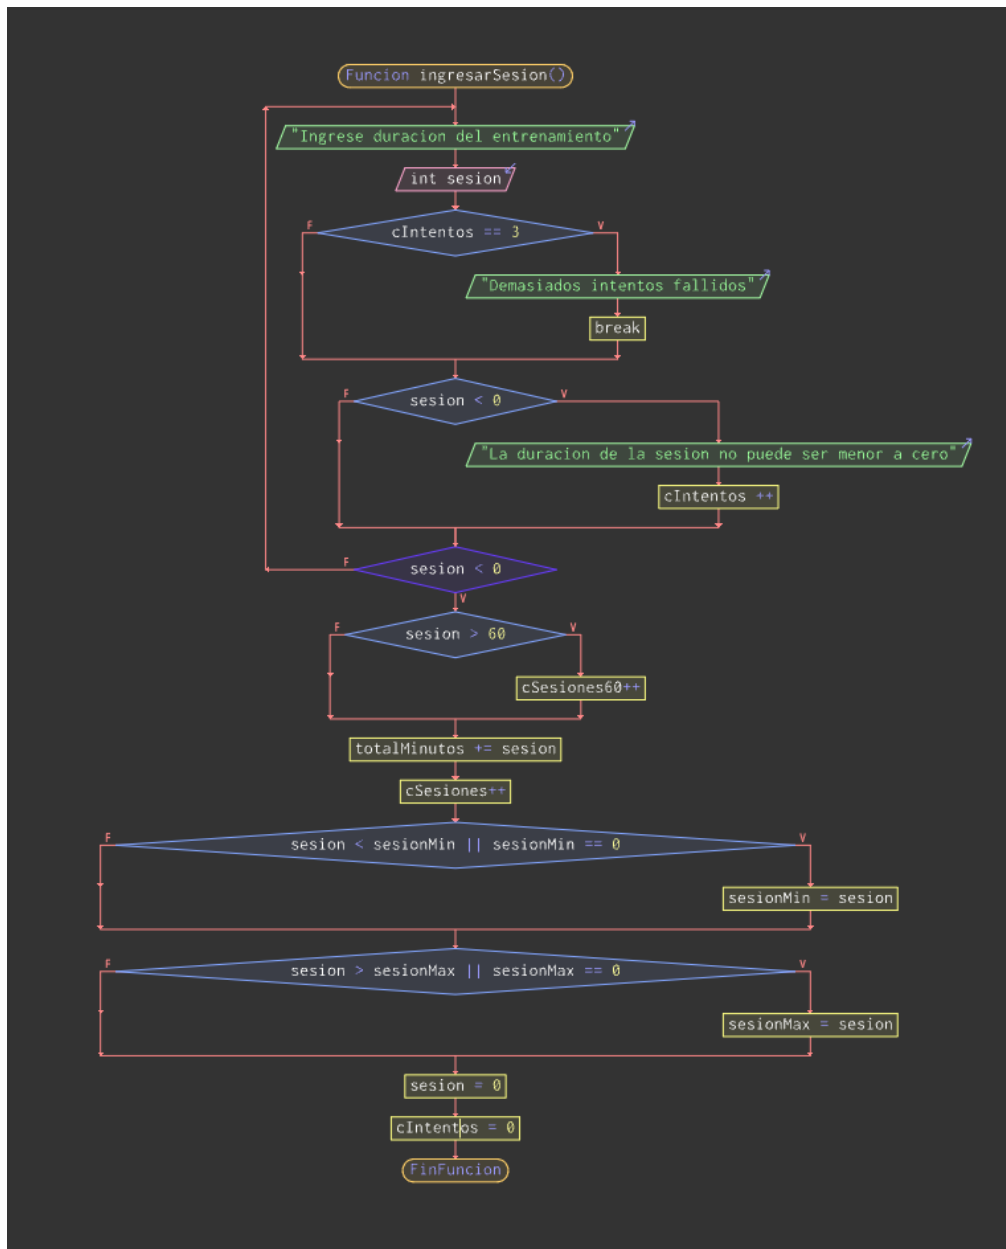 Funcion ingresarSesion()
"Ingrese duracion del entrenamiento"
int sesion
F
cIntentos == 3
V
"Demasiados intentos fallidos"
break
F
sesion < 0
V
"La duracion de la sesion no puede ser menor a cero"
cIntentos ++
F
sesion < 0
V
F
sesion > 60
V
cSesiones60++
totalMinutos += sesion
cSesiones++
F
sesion < sesionMin || sesionMin == 0
V
sesionMin = sesion
F
sesion > sesionMax || sesionMax == 0
V
sesionMax = sesion
sesion = 0
cIntentos = 0
FinFuncion